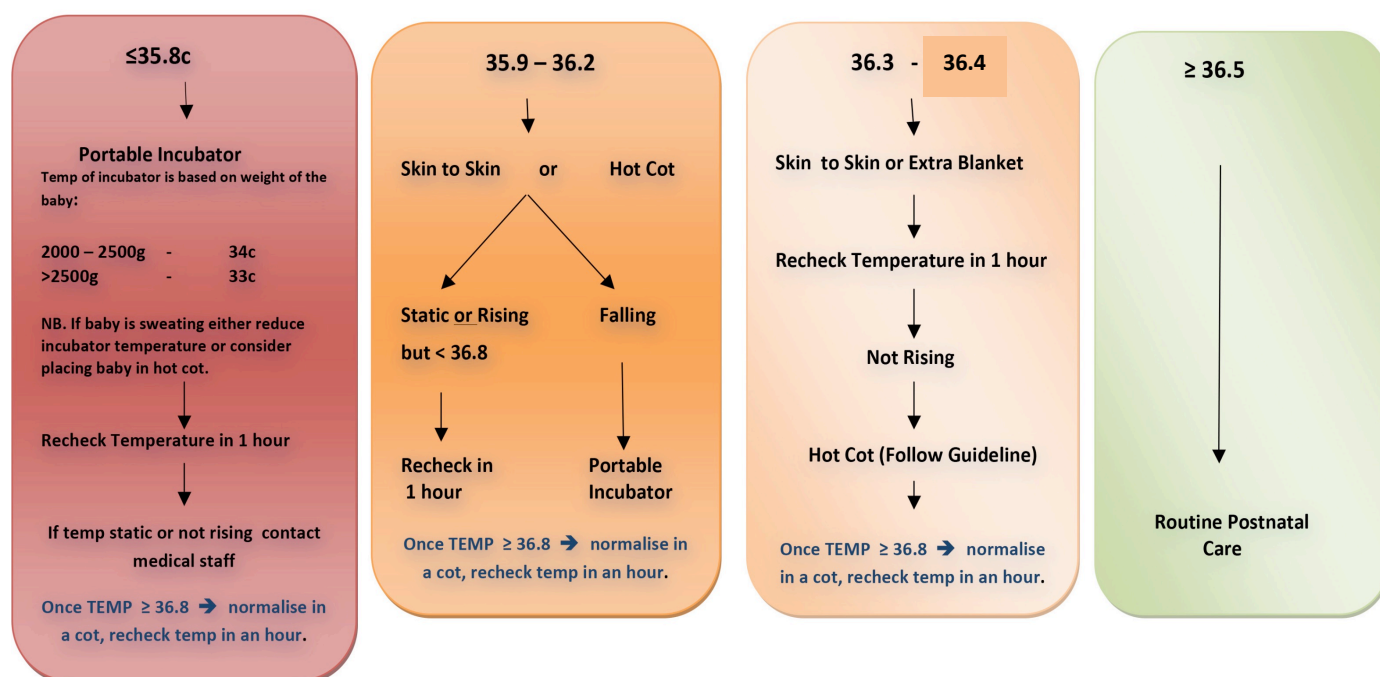 ≤35.8c
Portable Incubator
Temp of incubator is based on weight of the
baby:
2000 – 2500g - 34c
>2500g - 33c
NB. If baby is sweating either reduce
incubator temperature or consider
placing baby in hot cot.
Recheck Temperature in 1 hour
If temp static or not rising contact
medical staff
Once TEMP ≥ 36.8 ➔ normalise in
a cot, recheck temp in an hour.
35.9 – 36.2
Skin to Skin or Hot Cot
Static or Rising
but < 36.8
Recheck in
1 hour
Falling
Portable
Incubator
Once TEMP ≥ 36.8 ➔ normalise in
a cot, recheck temp in an hour.
36.3 - 36.4
Skin to Skin or Extra Blanket
Recheck Temperature in 1 hour
Not Rising
Hot Cot (Follow Guideline)
Once TEMP ≥ 36.8 ➔ normalise
in a cot, recheck temp in an hour.
≥ 36.5
Routine Postnatal
Care